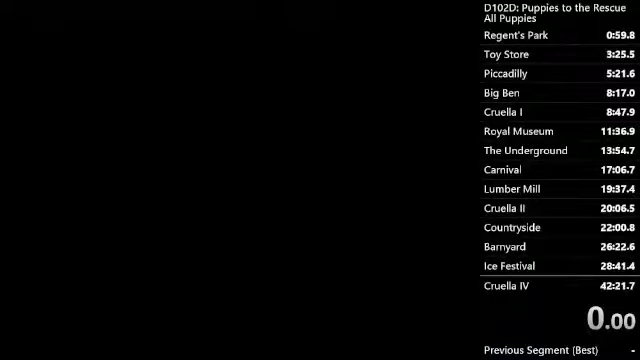 D102D: Puppies to the Rescue
All Puppies
Regent's Park 0:59.8
Toy Store 3:25.5
Piccadilly 5:21.6
Big Ben 8:17.0
Cruella I 8:47.9
Royal Museum 11:36.9
The Underground 13:54.7
Carnival 17:06.7
Lumber Mill 19:37.4
Cruella II 20:06.5
Countryside 22:00.8
Barnyard 26:22.6
Ice Festival 28:41.4
Cruella IV 42:21.7
0.00
Previous Segment (Best) -